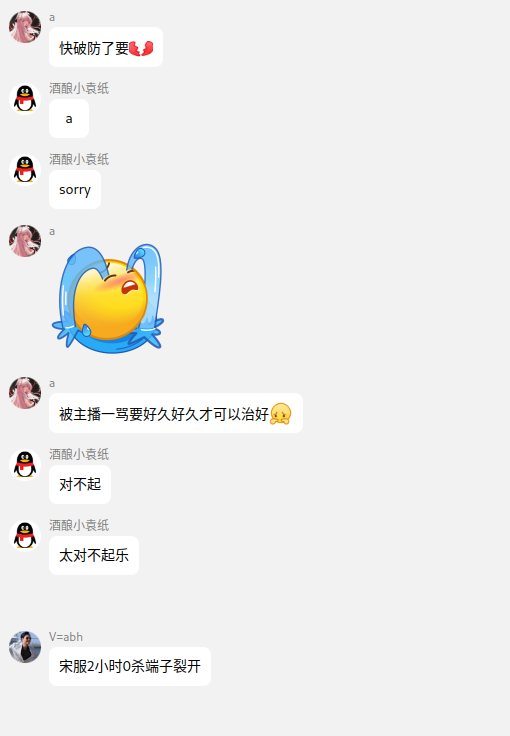 a
快破防了要💔
酒酿小袁纸
a
酒酿小袁纸
sorry
a
a
被主播一骂要好久好久才可以治好
酒酿小袁纸
对不起
酒酿小袁纸
太对不起乐
V=abh
宋服2小时0杀端子裂开